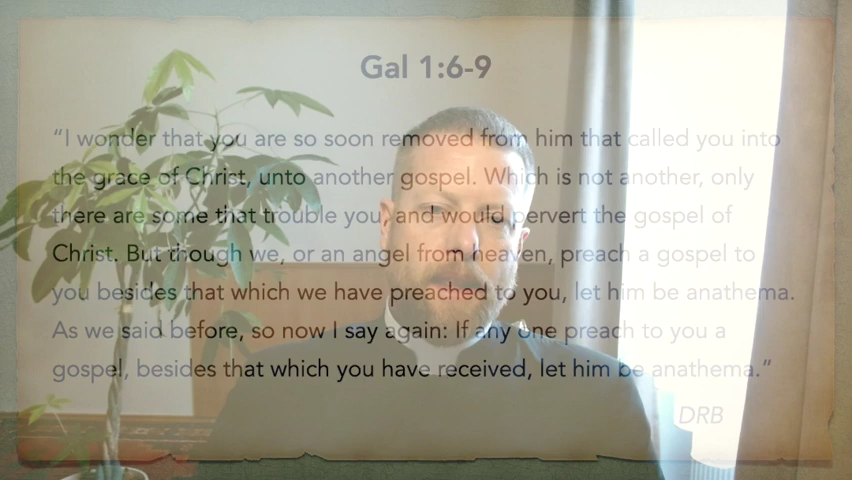 Gal 1:6-9
“I wonder that you are so soon removed from him that called you into
the grace of Christ, unto another gospel. Which is not another, only
there are some that trouble you, and would pervert the gospel of
Christ. But though we, or an angel from heaven, preach a gospel to
you besides that which we have preached to you, let him be anathema.
As we said before, so now I say again: If any one preach to you a
gospel, besides that which you have received, let him be anathema.”
DRB